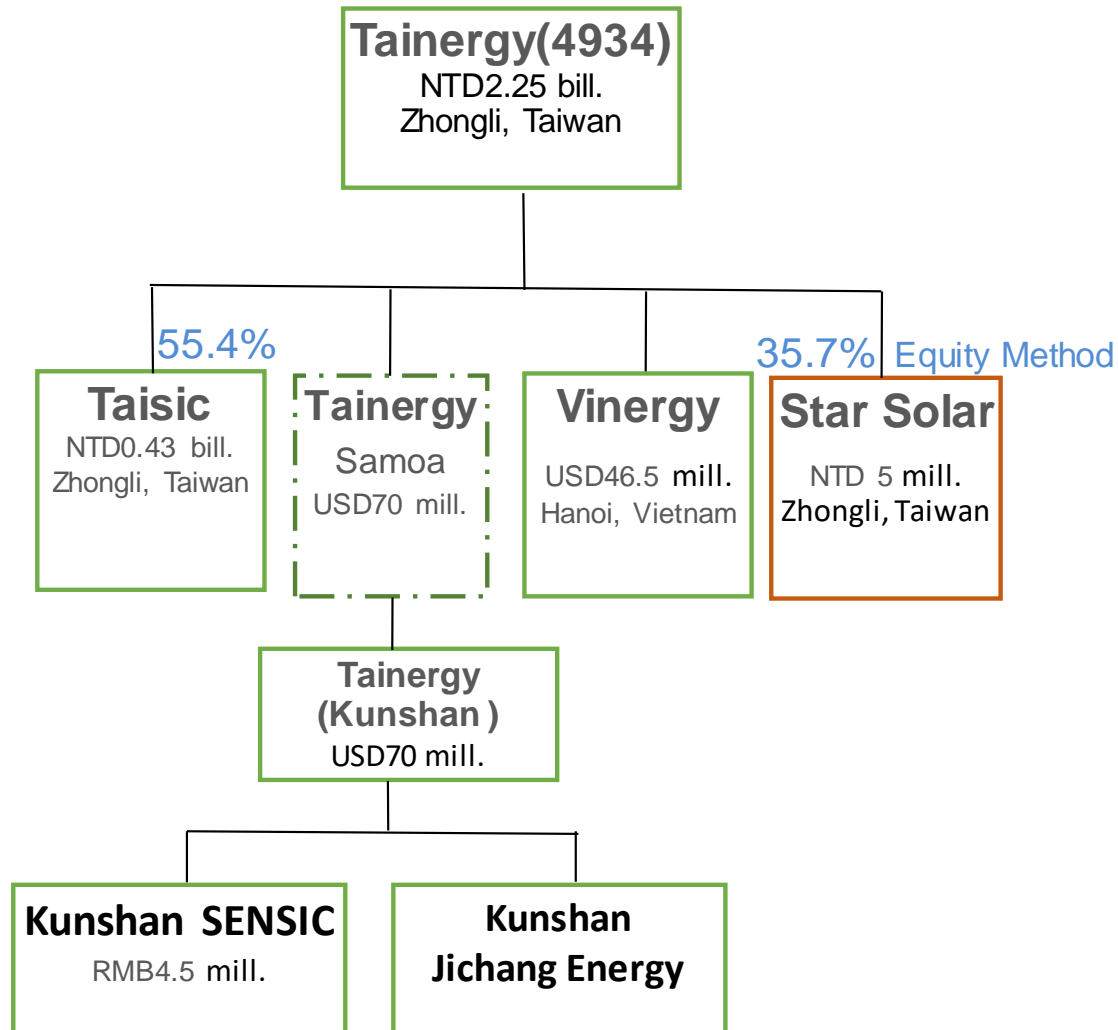 Tainergy(4934)
NTD2.25 bill.
Zhongli, Taiwan
55.4%
35.7% Equity Method
Taisic
NTD0.43 bill.
Zhongli, Taiwan
Tainergy
Samoa
USD70 mill.
Vinergy
USD46.5 mill.
Hanoi, Vietnam
Star Solar
NTD 5 mill.
Zhongli, Taiwan
Tainergy
(Kunshan )
USD70 mill.
Kunshan SENSIC
RMB4.5 mill.
Kunshan
Jichang Energy